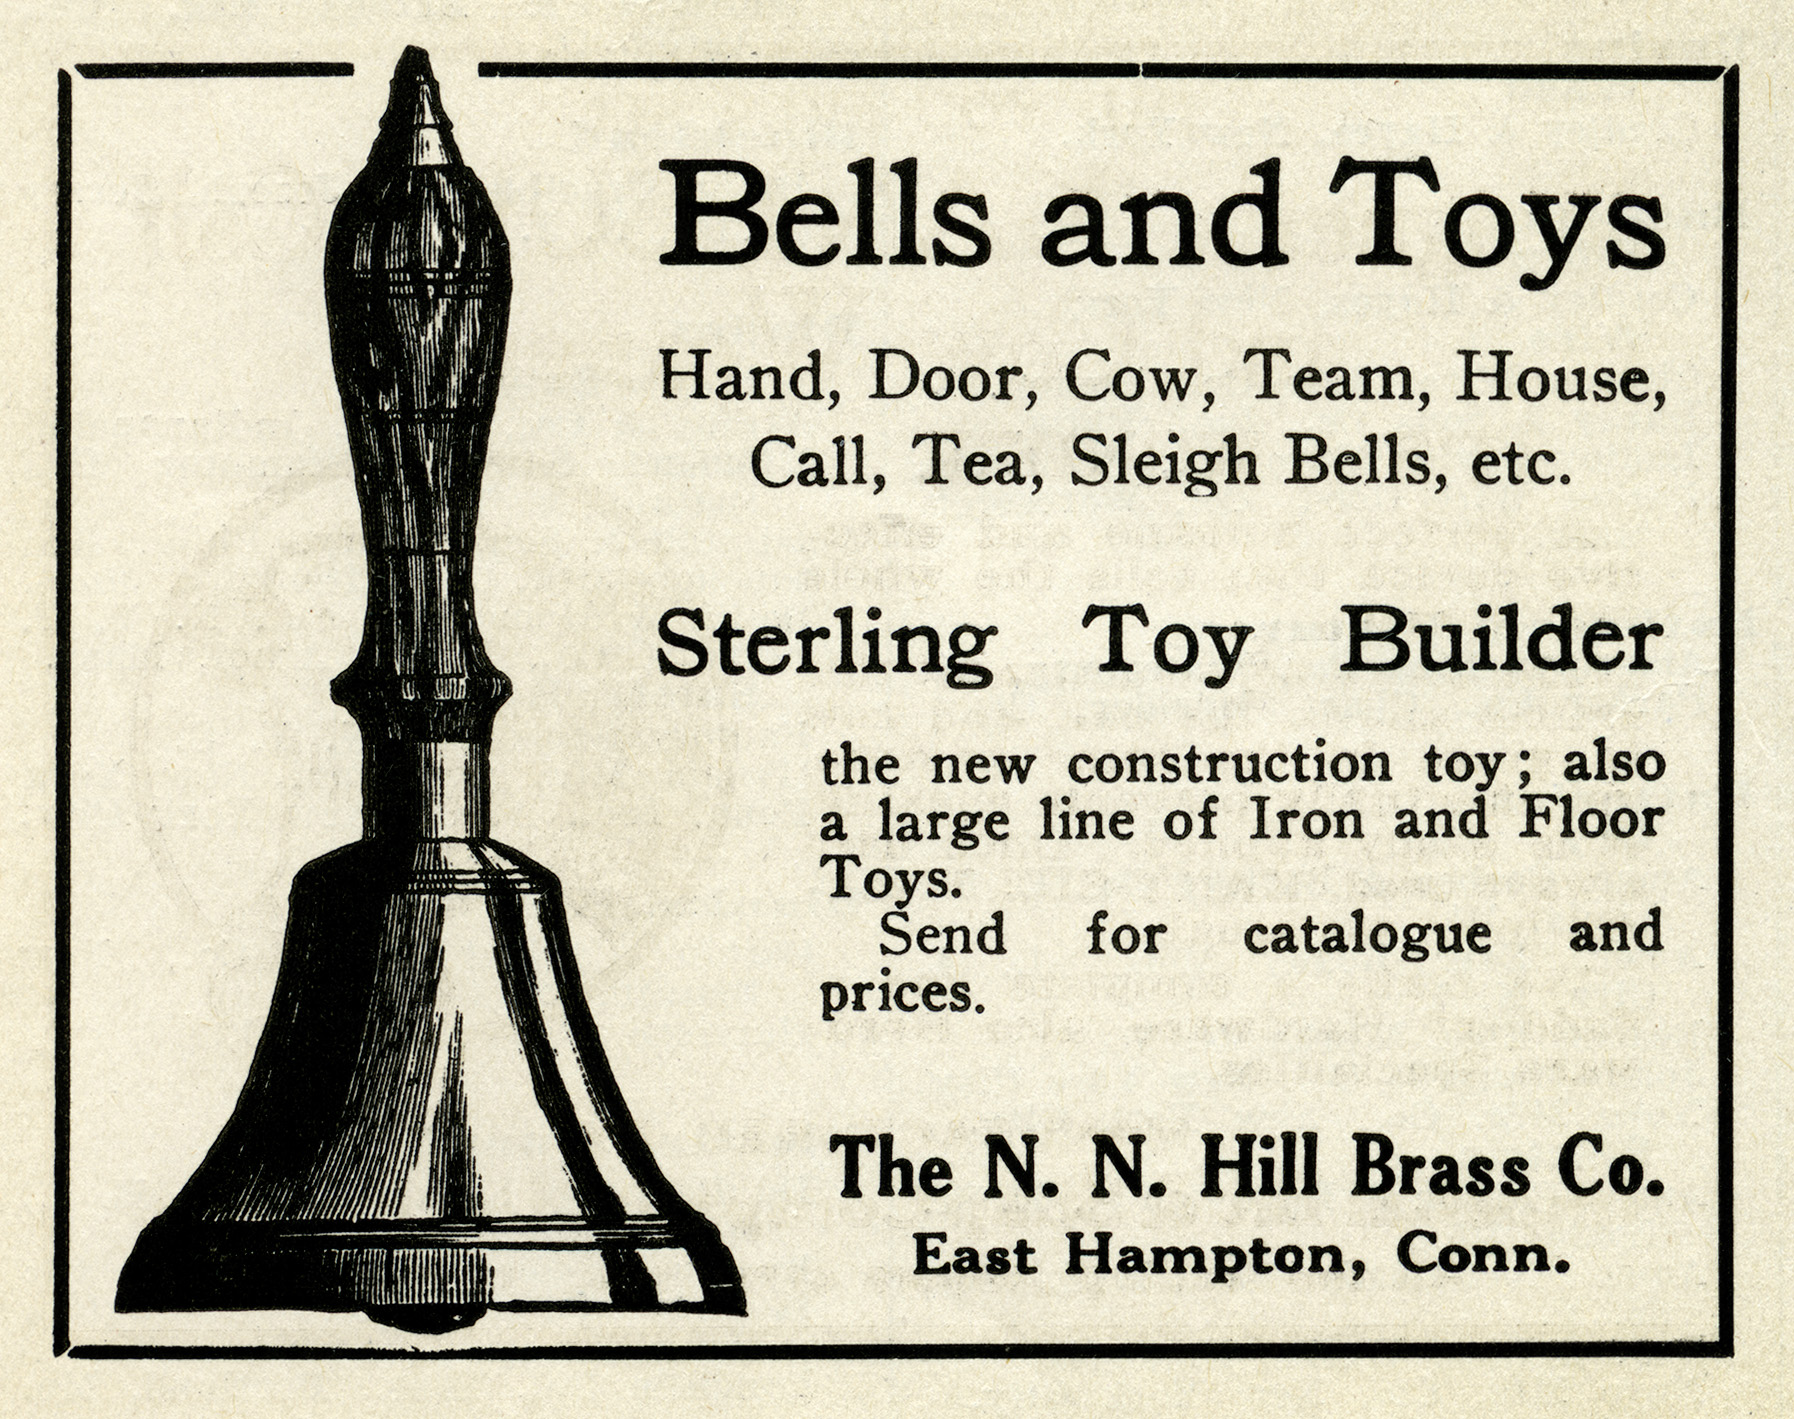 Bells and Toys
Hand, Door, Cow, Team, House,
Call, Tea, Sleigh Bells, etc.
Sterling Toy Builder
the new construction toy; also
a large line of Iron and Floor
Toys.
Send for catalogue and
prices.
The N. N. Hill Brass Co.
East Hampton, Conn.